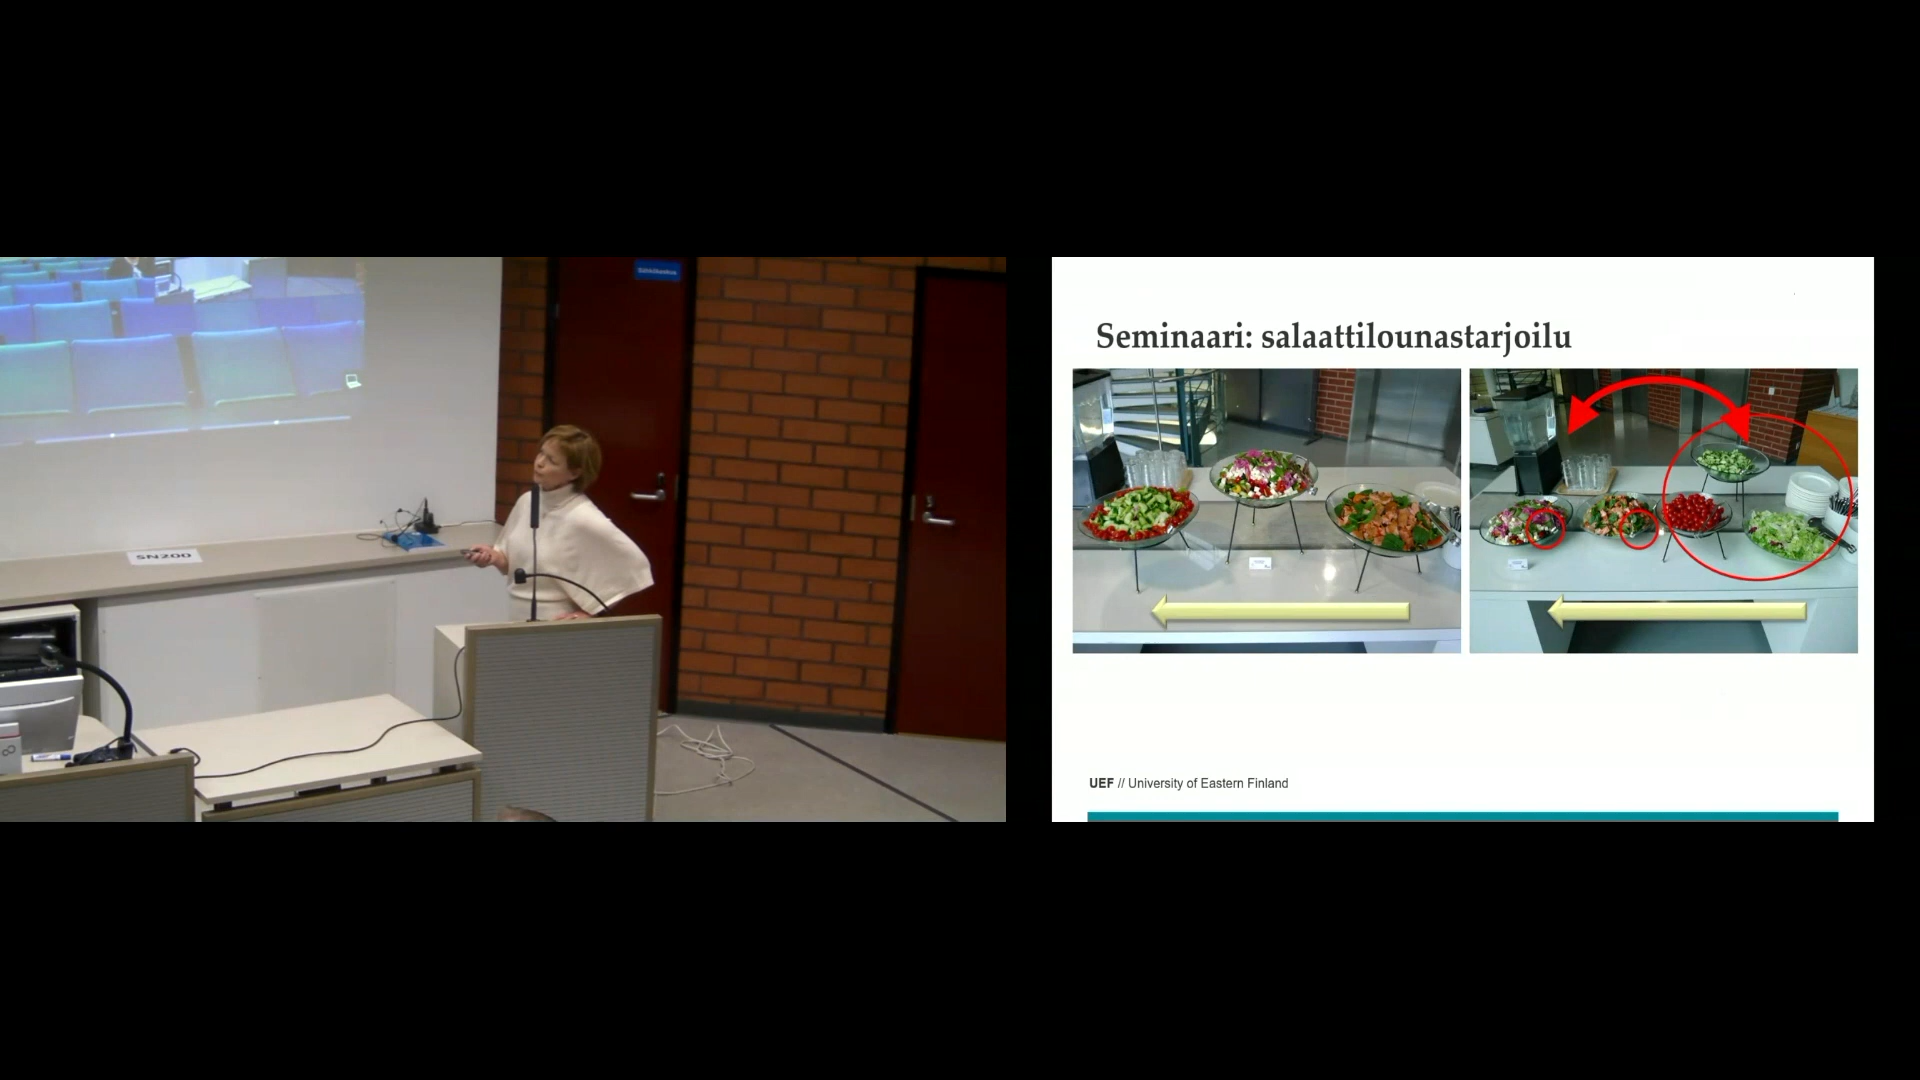 SN200
Seminaari: salaattilounastarjoilu
UEF // University of Eastern Finland